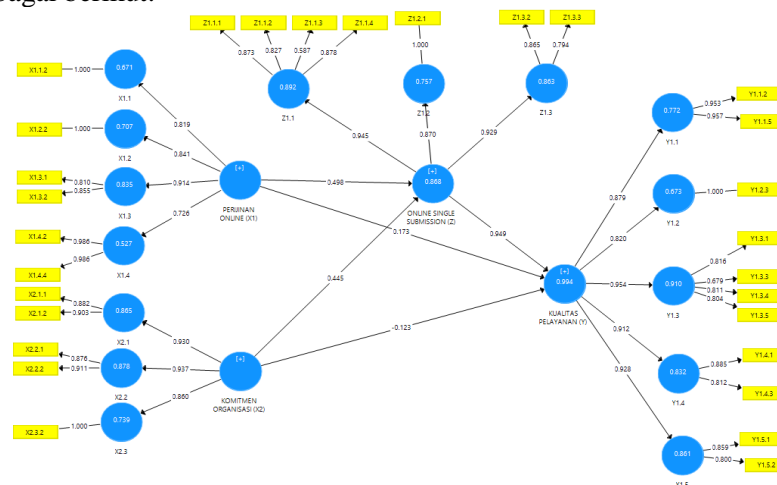 bagai berikut.
Z1.1.1
Z1.1.2
Z1.1.3
Z1.1.4
Z1.2.1
Z1.3.2
Z1.3.3
0.873
0.827
0.587
0.878
1.000
0.865
0.794
X1.1.2
1.000
0.671
X1.1
0.892
Z1.1
0.757
Z1.2
0.863
Z1.3
Y1.1.2
0.953
0.772
0.957
Y1.1.5
Y1.1
X1.2.2
1.000
0.707
X1.2
0.819
0.945
0.870
0.929
0.841
X1.3.1
0.810
0.835
0.855
X1.3.2
X1.3
0.914
[+]
PERIJINAN
ONLINE (X1)
0.498
[+]
0.868
ONLINE SINGLE
SUBMISSION (Z)
0.879
0.673
1.000
Y1.2.3
Y1.2
0.726
0.173
0.949
0.820
X1.4.2
0.986
0.527
0.986
X1.4.4
X1.4
0.445
Y1.3.1
0.816
[+]
0.994
KUALITAS
PELAYANAN (Y)
0.954
0.910
Y1.3
0.679
Y1.3.3
0.811
Y1.3.4
0.804
Y1.3.5
X2.1.1
0.882
0.865
X2.1.2
0.903
X2.1
0.930
-0.123
0.912
0.928
X2.2.1
0.876
0.878
X2.2.2
0.911
X2.2
0.937
[+]
KOMITMEN
ORGANISASI (X2)
0.860
0.832
Y1.4
0.885
Y1.4.1
0.812
Y1.4.3
X2.3.2
1.000
0.739
X2.3
0.861
0.859
Y1.5.1
0.800
Y1.5.2
X1.5